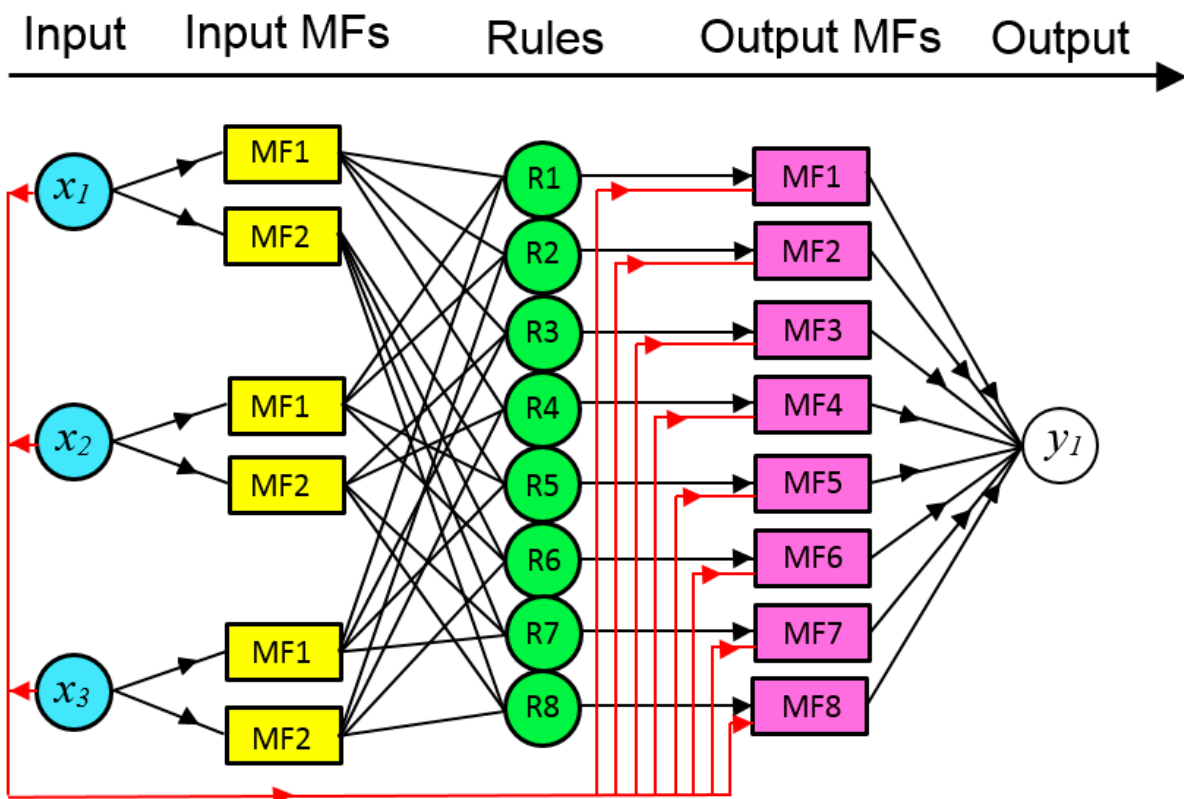 Input Input MFs Rules Output MFs Output
x1
MF1
MF2
x2
MF1
MF2
x3
MF1
MF2
R1
R2
R3
R4
R5
R6
R7
R8
MF1
MF2
MF3
MF4
MF5
MF6
MF7
MF8
y1